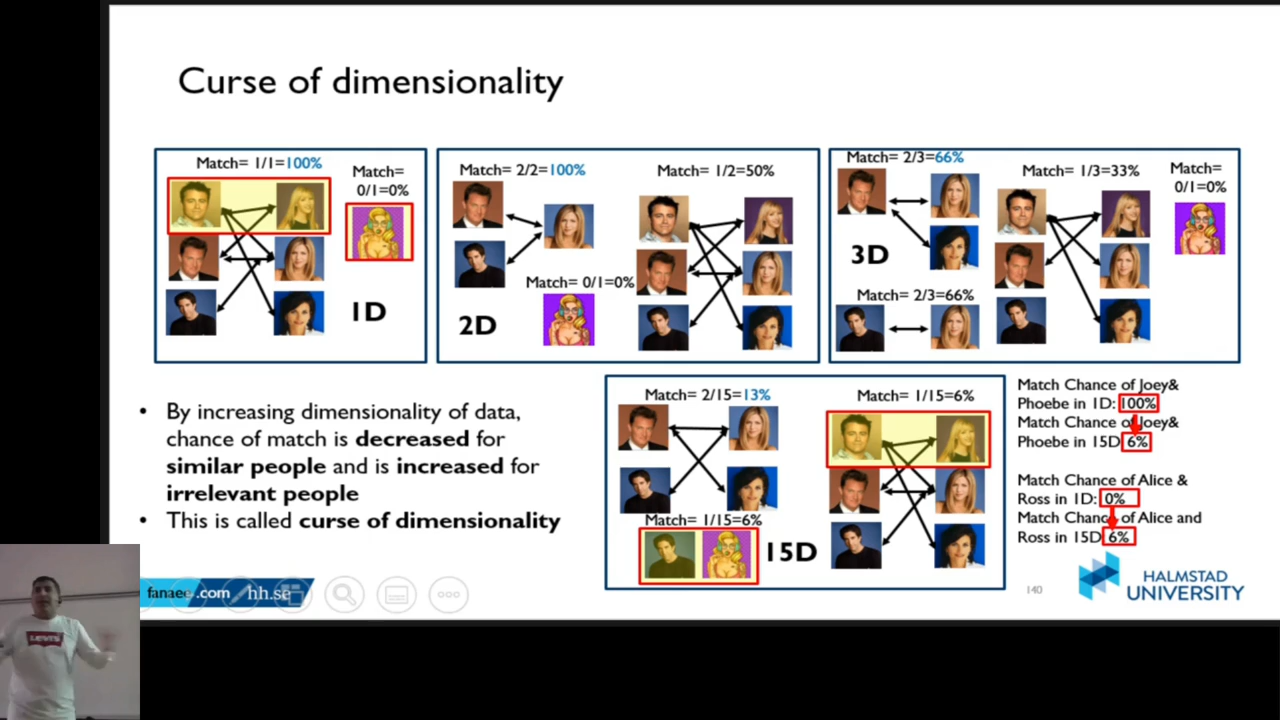 Curse of dimensionality
Match= 1/1=100%
Match=
0/1=0%
1D
Match= 2/2=100%
Match= 1/2=50%
Match= 0/1=0%
2D
Match= 2/3=66%
Match= 1/3=33%
Match=
0/1=0%
3D
Match= 2/3=66%
• By increasing dimensionality of data,
chance of match is decreased for
similar people and is increased for
irrelevant people
• This is called curse of dimensionality
Match= 2/15=13%
Match= 1/15=6%
Match= 1/15=6%
15D
Match Chance of Joey&
Phoebe in 1D: 100%
Match Chance of Joey&
Phoebe in 15D 6%
Match Chance of Alice &
Ross in 1D: 0%
Match Chance of Alice and
Ross in 15D 6%
fanaee.com hh.se
140
HALMSTAD
UNIVERSITY
LEVI'S